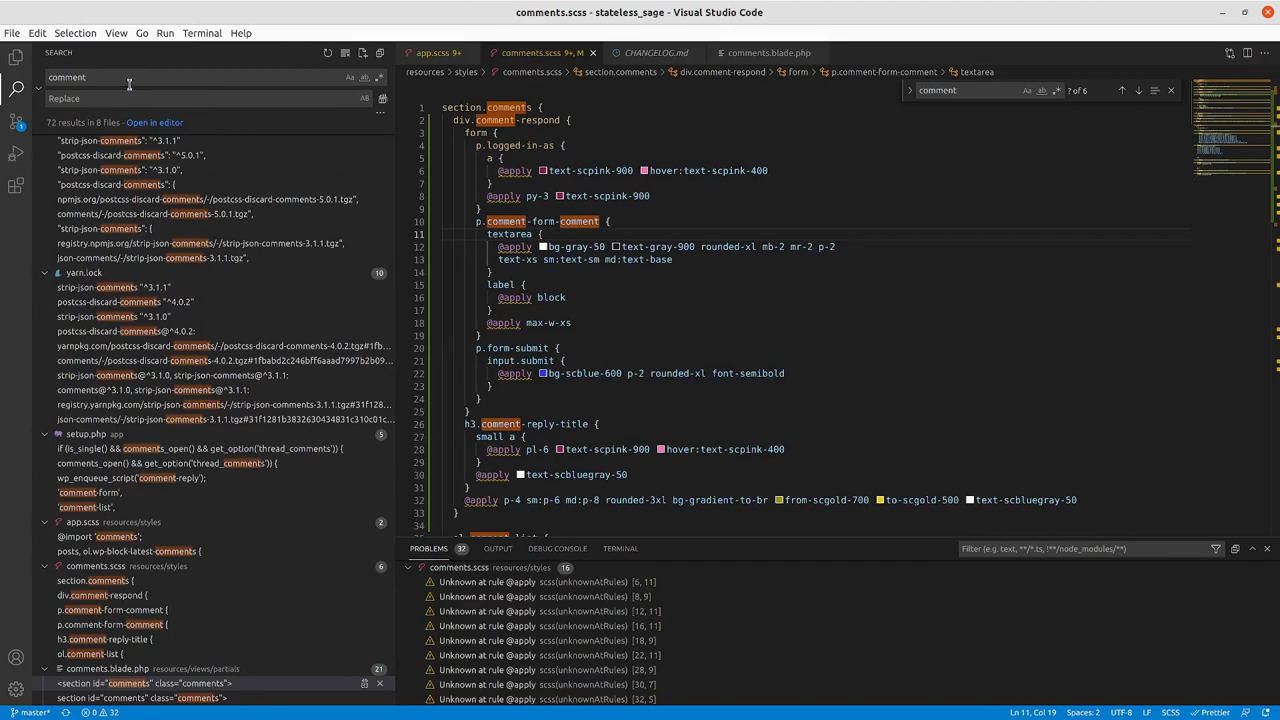 comments.scss - stateless_sage - Visual Studio Code
File Edit Selection View Go Run Terminal Help
SEARCH
comment
Replace
72 results in 8 files - Open in editor
"strip-json-comments": "^3.1.1"
"postcss-discard-comments": "^5.0.1",
"strip-json-comments": "^3.1.0",
"postcss-discard-comments": {
npmjs.org/postcss-discard-comments/-/postcss-discard-comments-5.0.1.tgz",
comments/-/postcss-discard-comments-5.0.1.tgz",
"strip-json-comments": {
registry.npmjs.org/strip-json-comments/-/strip-json-comments-3.1.1.tgz",
json-comments/-/strip-json-comments-3.1.1.tgz",
yarn.lock 10
strip-json-comments "^3.1.1"
postcss-discard-comments "^4.0.2"
strip-json-comments "^3.1.0"
postcss-discard-comments@^4.0.2:
yarnpkg.com/postcss-discard-comments/-/postcss-discard-comments-4.0.2.tgz#1fb...
comments/-/postcss-discard-comments-4.0.2.tgz#1fbabd2c246bff6aaad7997b2b09...
strip-json-comments@^3.1.0, strip-json-comments@^3.1.1:
comments@^3.1.0, strip-json-comments@^3.1.1:
registry.yarnpkg.com/strip-json-comments/-/strip-json-comments-3.1.1.tgz#31f128...
json-comments/-/strip-json-comments-3.1.1.tgz#31f1281b3832630434831c310c01c...
setup.php app 5
if (is_single() && comments_open() && get_option('thread_comments')) {
comments_open() && get_option('thread_comments')) {
wp_enqueue_script('comment-reply');
'comment-form',
'comment-list',
app.scss resources/styles 2
@import 'comments';
posts, ol.wp-block-latest-comments {
comments.scss resources/styles 6
section.comments {
div.comment-respond {
p.comment-form-comment {
p.comment-form-comment {
h3.comment-reply-title {
ol.comment-list {
comments.blade.php resources/views/partials 21
<section id="comments" class="comments">
section id="comments" class="comments">
app.scss 9+ comments.scss 9+, M CHANGELOG.md comments.blade.php
resources > styles > comments.scss > section.comments > div.comment-respond > form > p.comment-form-comment > textarea
comment ? of 6
1 section.comments {
2 div.comment-respond {
3 form {
4 p.logged-in-as {
5 a {
6 @apply text-scpink-900 hover:text-scpink-400
7 }
8 @apply py-3 text-scpink-900
9 }
10 p.comment-form-comment {
11 textarea {
12 @apply bg-gray-50 text-gray-900 rounded-xl mb-2 mr-2 p-2
13 text-xs sm:text-sm md:text-base
14 }
15 label {
16 @apply block
17 }
18 @apply max-w-xs
19 }
20 p.form-submit {
21 input.submit {
22 @apply bg-scblue-600 p-2 rounded-xl font-semibold
23 }
24 }
25 }
26 h3.comment-reply-title {
27 small a {
28 @apply pl-6 text-scpink-900 hover:text-scpink-400
29 }
30 @apply text-scbluegray-50
31 }
32 @apply p-4 sm:p-6 md:p-8 rounded-3xl bg-gradient-to-br from-scgold-700 to-scgold-500 text-scbluegray-50
33 }
34
PROBLEMS 32 OUTPUT DEBUG CONSOLE TERMINAL
Filter (e.g. text, **/*.ts, !**/node_modules/**)
comments.scss resources/styles 16
Unknown at rule @apply scss(unknownAtRules) [6, 11]
Unknown at rule @apply scss(unknownAtRules) [8, 9]
Unknown at rule @apply scss(unknownAtRules) [12, 11]
Unknown at rule @apply scss(unknownAtRules) [16, 11]
Unknown at rule @apply scss(unknownAtRules) [18, 9]
Unknown at rule @apply scss(unknownAtRules) [22, 11]
Unknown at rule @apply scss(unknownAtRules) [28, 9]
Unknown at rule @apply scss(unknownAtRules) [30, 7]
Unknown at rule @apply scss(unknownAtRules) [32, 5]
master* 0 32
Ln 11, Col 19 Spaces: 2 UTF-8 LF SCSS Prettier